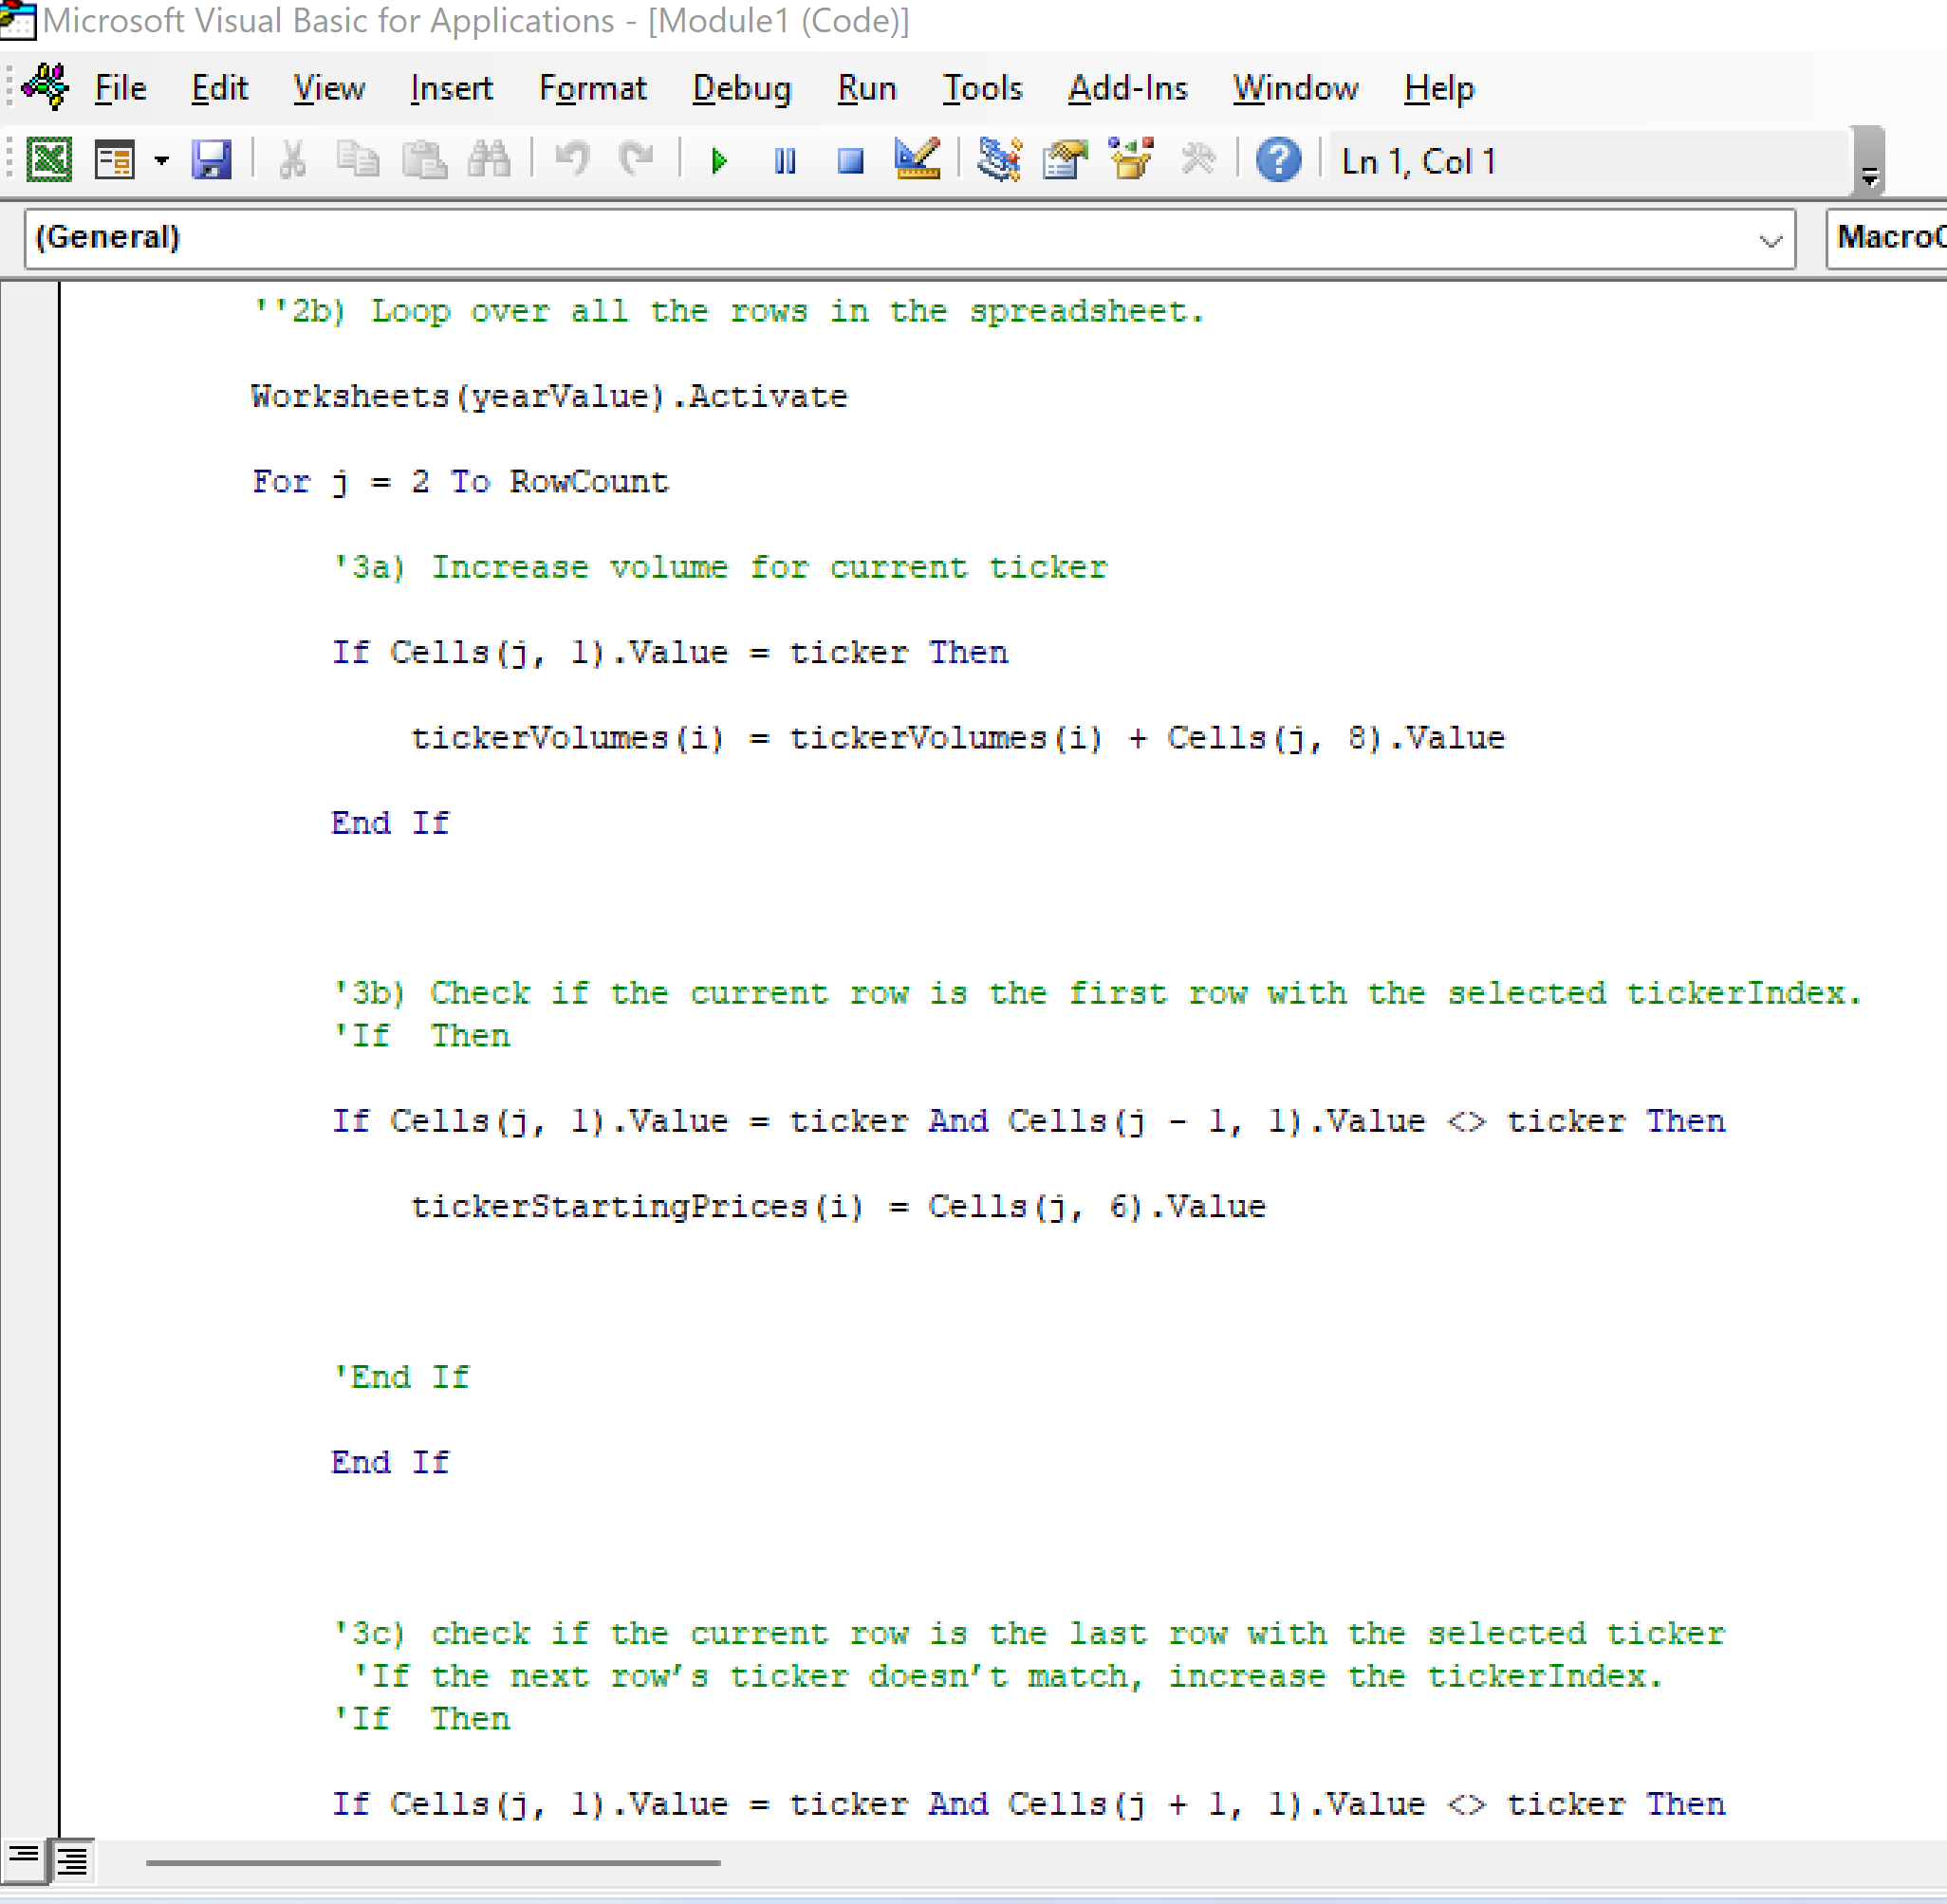 Microsoft Visual Basic for Applications - [Module1 (Code)]
File Edit View Insert Format Debug Run Tools Add-Ins Window Help
Ln 1, Col 1
(General)
''2b) Loop over all the rows in the spreadsheet.
Worksheets(yearValue).Activate
For j = 2 To RowCount
'3a) Increase volume for current ticker
If Cells(j, 1).Value = ticker Then
tickerVolumes(i) = tickerVolumes(i) + Cells(j, 8).Value
End If
'3b) Check if the current row is the first row with the selected tickerIndex.
'If  Then
If Cells(j, 1).Value = ticker And Cells(j - 1, 1).Value <> ticker Then
tickerStartingPrices(i) = Cells(j, 6).Value
'End If
End If
'3c) check if the current row is the last row with the selected ticker
'If the next row’s ticker doesn’t match, increase the tickerIndex.
'If  Then
If Cells(j, 1).Value = ticker And Cells(j + 1, 1).Value <> ticker Then